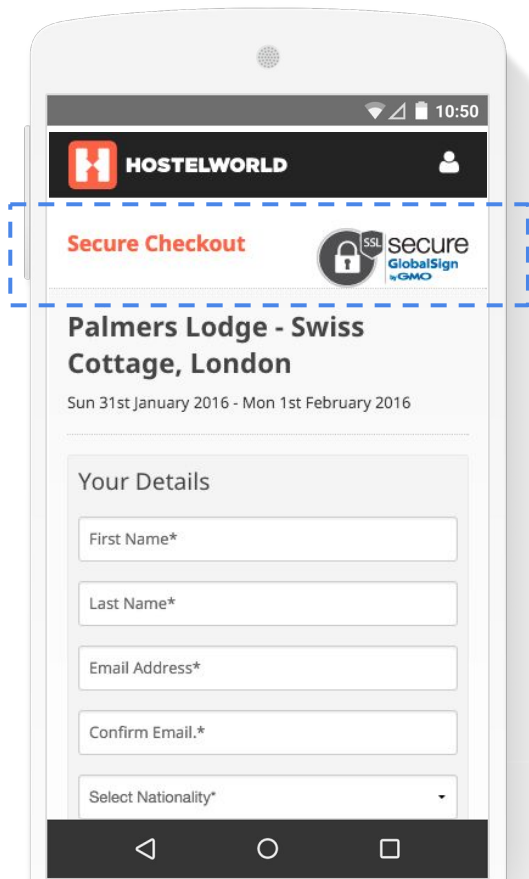 10:50
HOSTELWORLD
Secure Checkout
SSL
secure
GlobalSign
by GMO
Palmers Lodge - Swiss
Cottage, London
Sun 31st January 2016 - Mon 1st February 2016
Your Details
First Name*
Last Name*
Email Address*
Confirm Email.*
Select Nationality*